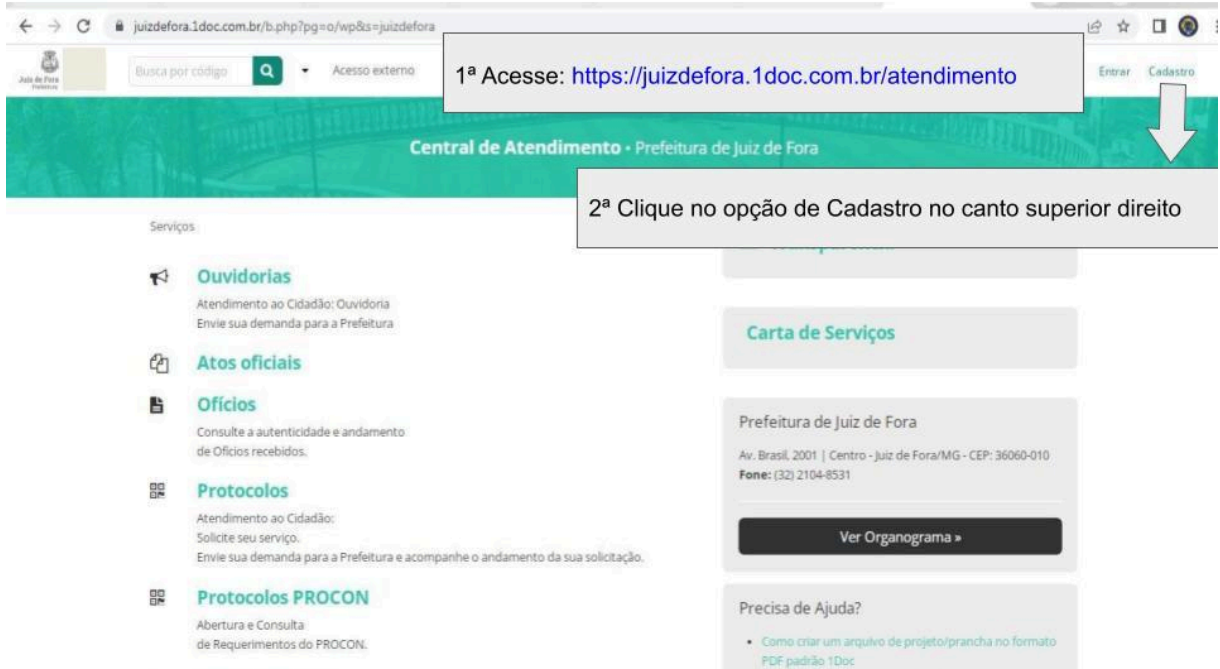 juizdefora.1doc.com.br/b.php?pg=o/wp&s=juizdefora
Juiz de Fora
Prefeitura
Busca por código
Acesso externo
1ª Acesse: https://juizdefora.1doc.com.br/atendimento
Entrar Cadastro
Central de Atendimento • Prefeitura de Juiz de Fora
2ª Clique no opção de Cadastro no canto superior direito
Serviços
Ouvidorias
Atendimento ao Cidadão: Ouvidoria
Envie sua demanda para a Prefeitura
Atos oficiais
Ofícios
Consulte a autenticidade e andamento
de Ofícios recebidos.
Protocolos
Atendimento ao Cidadão:
Solicite seu serviço.
Envie sua demanda para a Prefeitura e acompanhe o andamento da sua solicitação.
Protocolos PROCON
Abertura e Consulta
de Requerimentos do PROCON.
Carta de Serviços
Prefeitura de Juiz de Fora
Av. Brasil, 2001 | Centro - Juiz de Fora/MG - CEP: 36060-010
Fone: (32) 2104-8531
Ver Organograma »
Precisa de Ajuda?
• Como criar um arquivo de projeto/prancha no formato
PDF padrão 1Doc